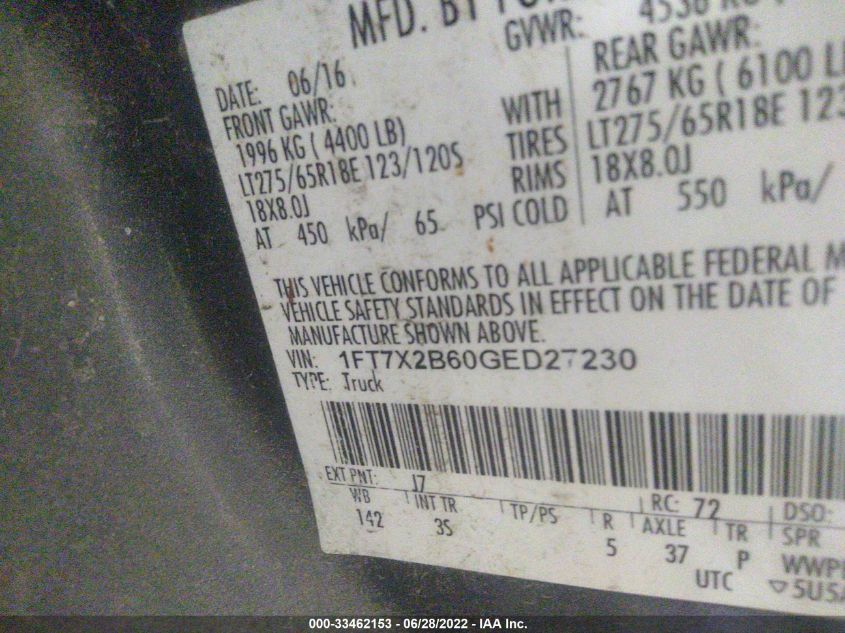 MFD. BY
GVWR:
DATE: 06/16
FRONT GAWR:
1996 KG ( 4400 LB)
LT275/65R18E 123/120S
18X8.0J
AT 450 kPa/ 65 PSI COLD
WITH
TIRES
RIMS
REAR GAWR:
2767 KG ( 6100 L
LT275/65R18E 123
18X8.0J
AT 550 kPa/
THIS VEHICLE CONFORMS TO ALL APPLICABLE FEDERAL M
VEHICLE SAFETY STANDARDS IN EFFECT ON THE DATE OF
MANUFACTURE SHOWN ABOVE.
VIN: 1FT7X2B60GED27230
TYPE: Truck
EXT PNT: J7 RC: 72 DSO:
WB INT TR TP/PS R AXLE TR SPR
142 3S 5 37 P WWP
UTC ▽5USA
000-33462153 - 06/28/2022 - IAA Inc.